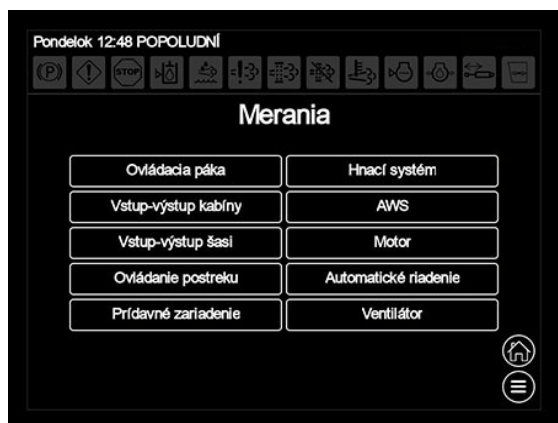 Pondelok 12:48 POPOLUDNÍ
(P) STOP
Merania
Ovládacia páka
Hnací systém
Vstup-výstup kabíny
AWS
Vstup-výstup šasi
Motor
Ovládanie postreku
Automatické riadenie
Prídavné zariadenie
Ventilátor